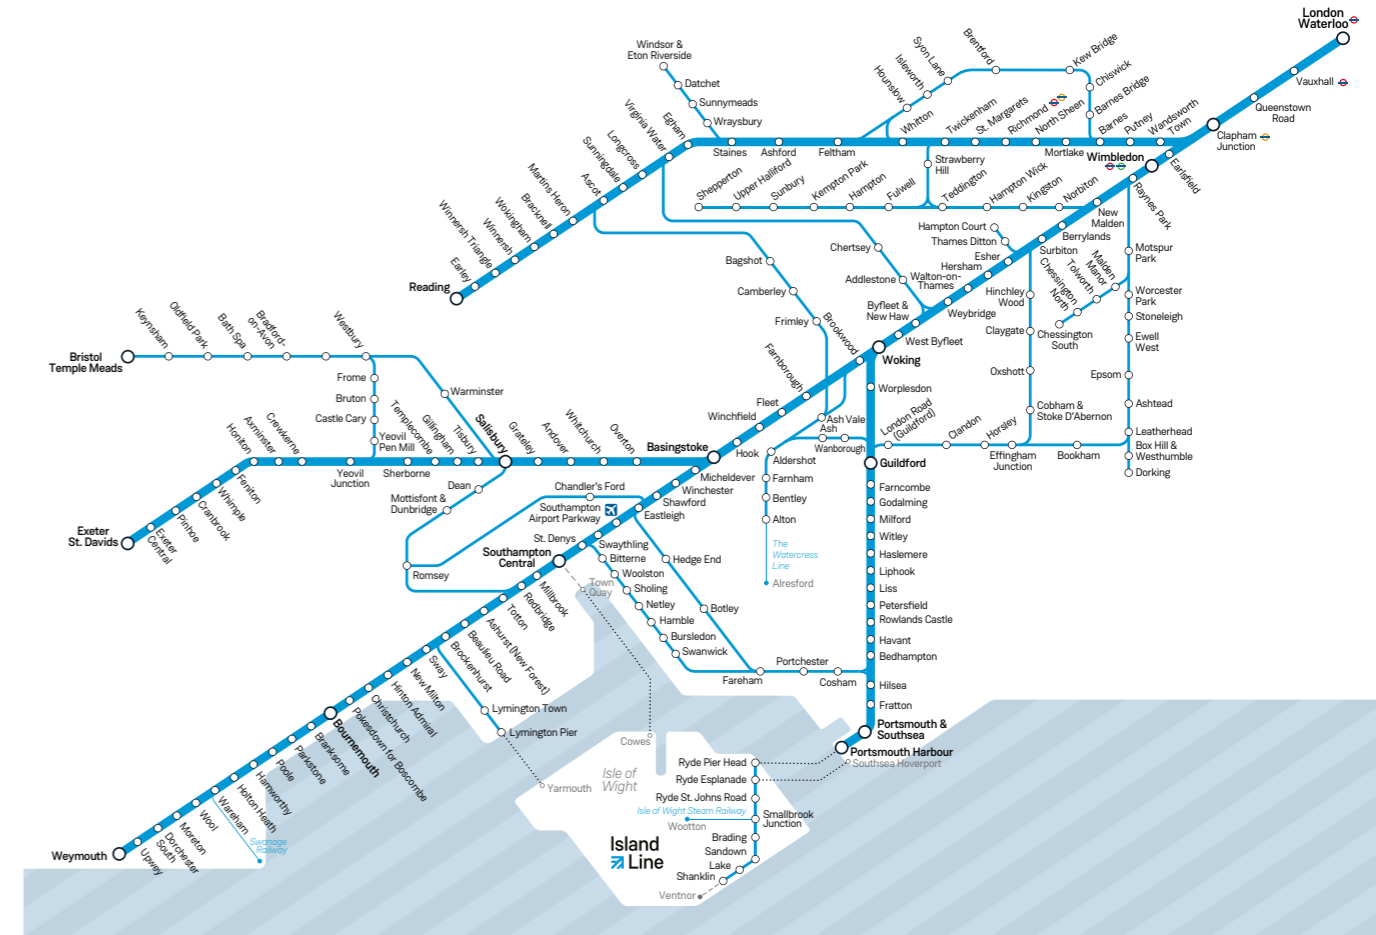 London
Waterloo
Vauxhall
Queenstown
Road
Clapham
Junction
Wandsworth
Town
Putney
Barnes
Barnes Bridge
Chiswick
Kew Bridge
Brentford
Syon Lane
Isleworth
Hounslow
Mortlake
North Sheen
Richmond
St. Margarets
Twickenham
Whitton
Feltham
Ashford
Staines
Windsor &
Eton Riverside
Datchet
Sunnymeads
Wraysbury
Egham
Virginia Water
Longcross
Sunningdale
Ascot
Martins Heron
Bracknell
Wokingham
Winnersh
Winnersh Triangle
Earley
Reading
Strawberry
Hill
Shepperton
Upper Halliford
Sunbury
Kempton Park
Hampton
Fulwell
Teddington
Hampton Wick
Kingston
Norbiton
Wimbledon
Earlsfield
Raynes Park
New
Malden
Berrylands
Surbiton
Hampton Court
Thames Ditton
Esher
Hersham
Walton-on-
Thames
Weybridge
Byfleet &
New Haw
West Byfleet
Woking
Chertsey
Addlestone
Motspur
Park
Malden
Manor
Tolworth
Chessington
North
Chessington
South
Worcester
Park
Stoneleigh
Ewell
West
Epsom
Ashtead
Leatherhead
Box Hill &
Westhumble
Dorking
Hinchley
Wood
Claygate
Oxshott
Cobham &
Stoke D'Abernon
Bookham
Effingham
Junction
Horsley
Clandon
London Road
(Guildford)
Bagshot
Camberley
Frimley
Brookwood
Farnborough
Fleet
Winchfield
Hook
Basingstoke
Ash Vale
Ash
Wanborough
Aldershot
Farnham
Bentley
Alton
The
Watercress
Line
Alresford
Worplesdon
Guildford
Farncombe
Godalming
Milford
Witley
Haslemere
Liphook
Liss
Petersfield
Rowlands Castle
Havant
Bedhampton
Hilsea
Fratton
Portsmouth &
Southsea
Portsmouth Harbour
Southsea Hoverport
Bristol
Temple Meads
Keynsham
Oldfield Park
Bath Spa
Bradford-
on-Avon
Westbury
Frome
Bruton
Castle Cary
Yeovil
Pen Mill
Warminster
Salisbury
Tisbury
Gillingham
Templecombe
Sherborne
Yeovil
Junction
Crewkerne
Axminster
Honiton
Feniton
Whimple
Cranbrook
Pinhoe
Exeter
Central
Exeter
St. Davids
Grateley
Andover
Whitchurch
Overton
Dean
Mottisfont &
Dunbridge
Romsey
Chandler's Ford
Micheldever
Winchester
Shawford
Eastleigh
Southampton
Airport Parkway
Swaythling
St. Denys
Southampton
Central
Bitterne
Woolston
Sholing
Netley
Hamble
Bursledon
Swanwick
Hedge End
Botley
Fareham
Portchester
Cosham
Town
Quay
Millbrook
Redbridge
Totton
Ashurst (New Forest)
Beaulieu Road
Brockenhurst
Lymington Town
Lymington Pier
Sway
New Milton
Hinton Admiral
Christchurch
Pokesdown for Boscombe
Bournemouth
Branksome
Parkstone
Poole
Hamworthy
Holton Heath
Wareham
Swanage
Railway
Wool
Moreton
Dorchester
South
Upwey
Weymouth
Cowes
Isle of
Wight
Yarmouth
Ryde Pier Head
Ryde Esplanade
Ryde St. Johns Road
Isle of Wight Steam Railway
Wootton
Smallbrook
Junction
Brading
Sandown
Lake
Shanklin
Ventnor
Island
Line